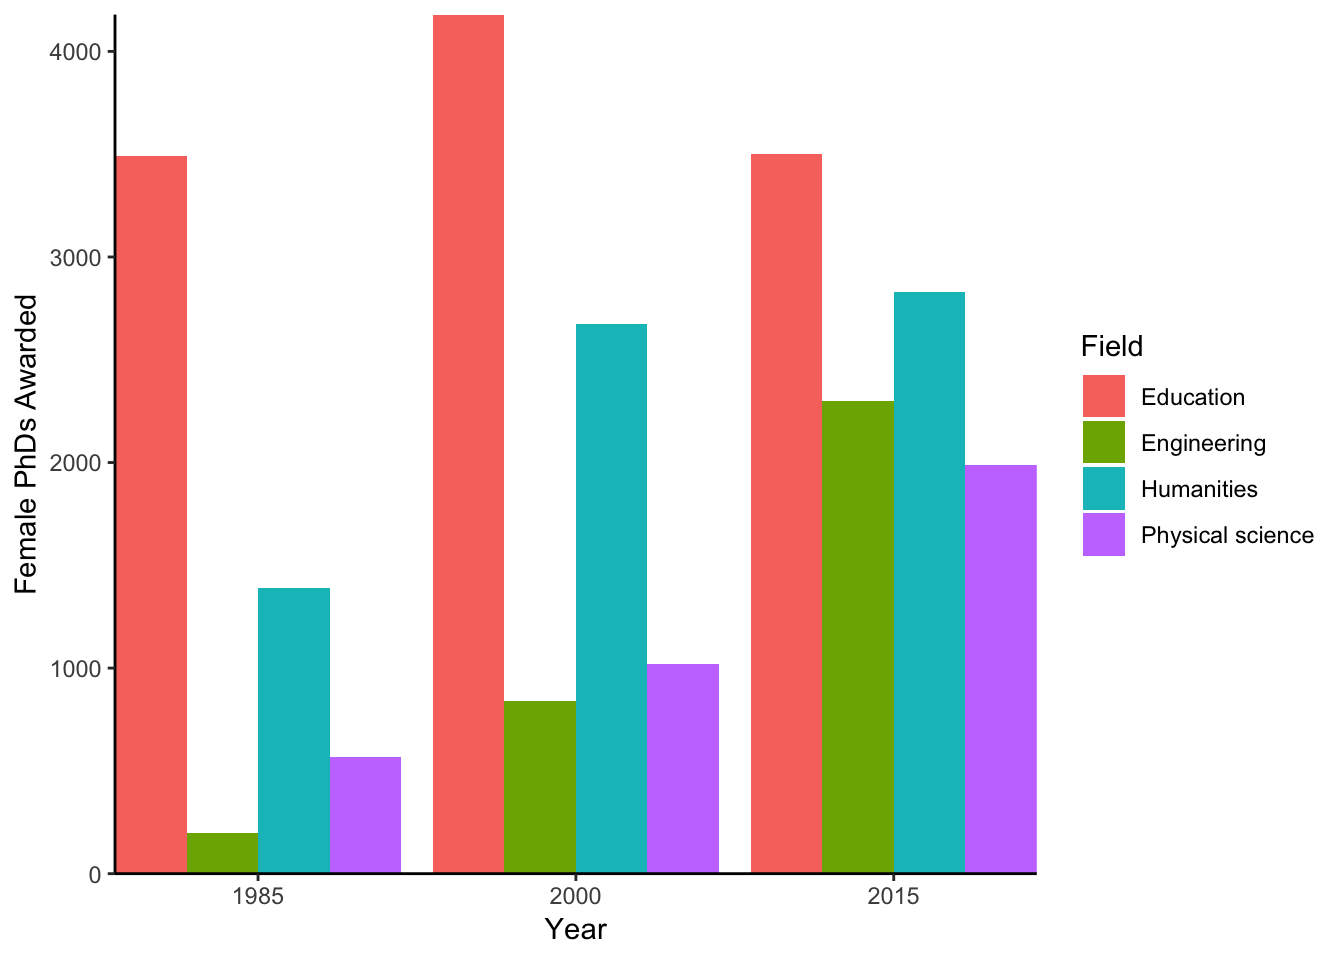 4000
3000
2000
1000
0
Female PhDs Awarded
1985
2000
2015
Year
Field
Education
Engineering
Humanities
Physical science